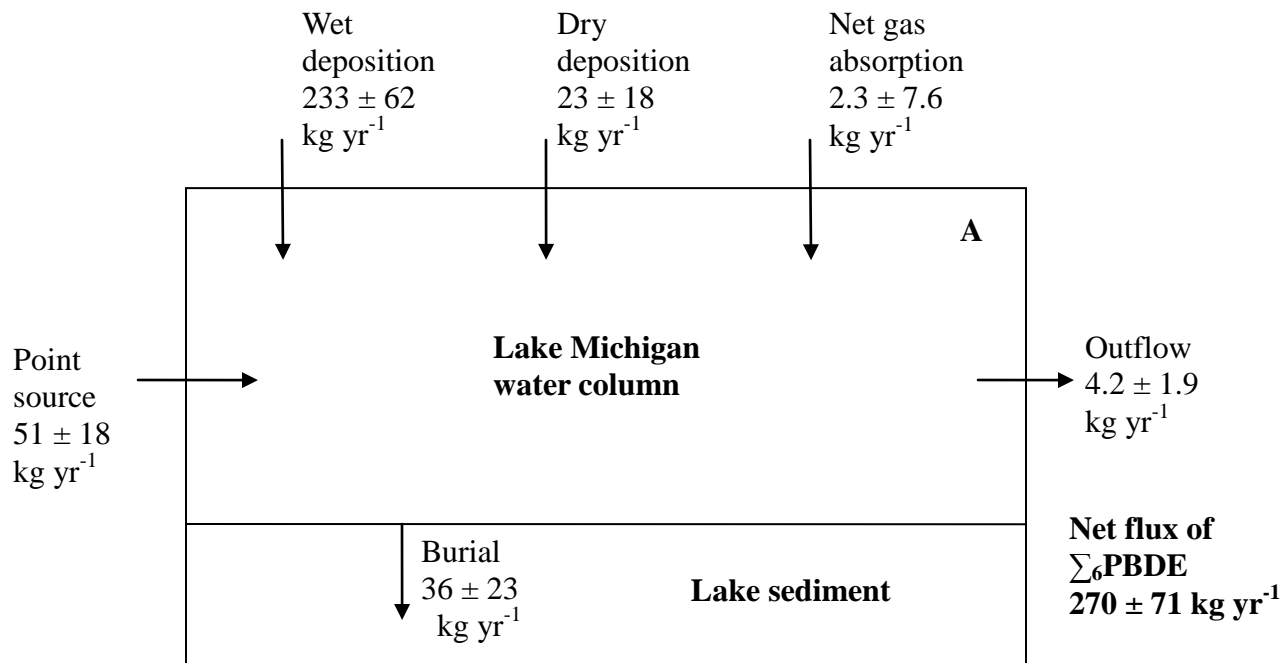 Wet
deposition
233 ± 62
kg yr⁻¹
Dry
deposition
23 ± 18
kg yr⁻¹
Net gas
absorption
2.3 ± 7.6
kg yr⁻¹
A
Lake Michigan
water column
Point
source
51 ± 18
kg yr⁻¹
Outflow
4.2 ± 1.9
kg yr⁻¹
Burial
36 ± 23
kg yr⁻¹
Lake sediment
Net flux of
∑₆PBDE
270 ± 71 kg yr⁻¹